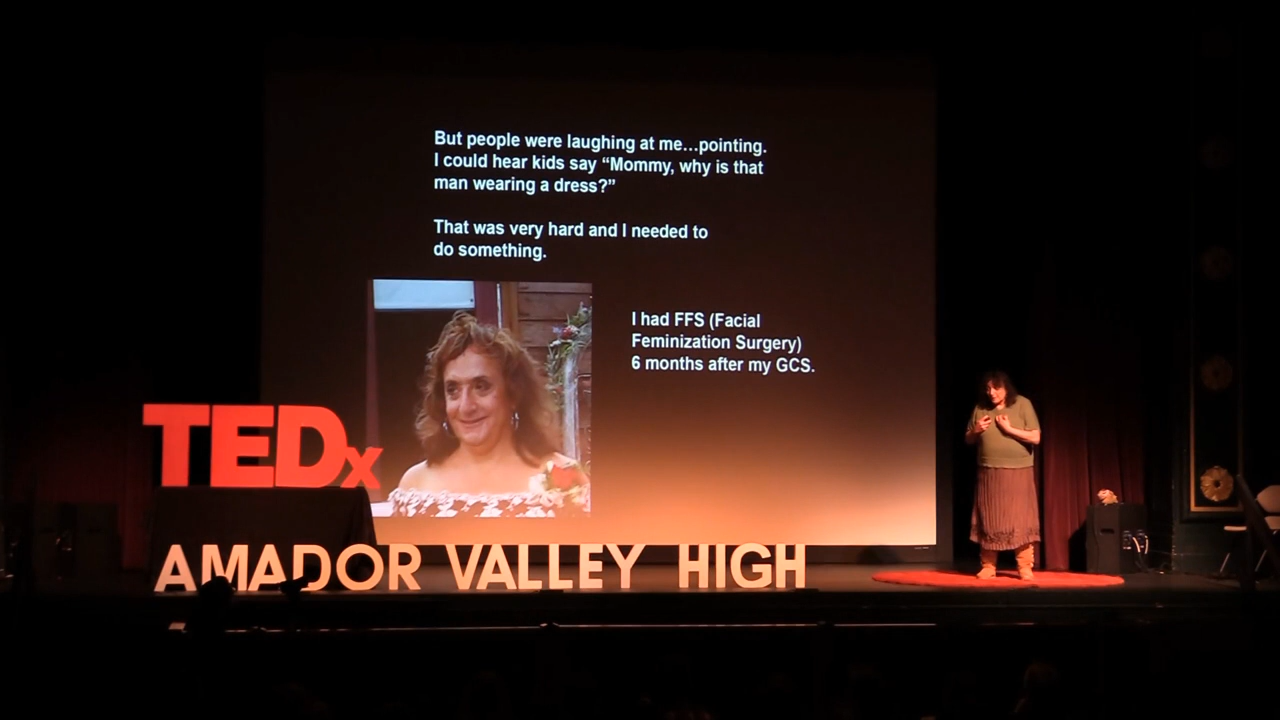 But people were laughing at me…pointing.
I could hear kids say “Mommy, why is that
man wearing a dress?”
That was very hard and I needed to
do something.
I had FFS (Facial
Feminization Surgery)
6 months after my GCS.
TEDx
AMADOR VALLEY HIGH